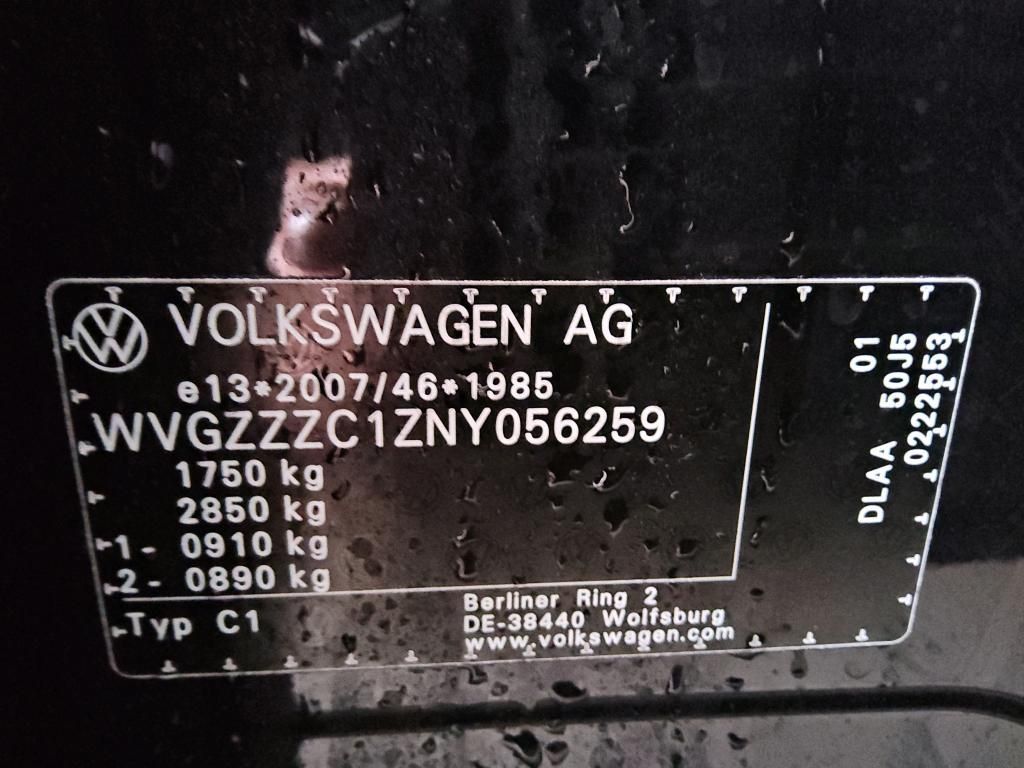 VOLKSWAGEN AG
e13*2007/46*1985
WVGZZZC1ZNY056259
1750 kg
2850 kg
1- 0910 kg
2- 0890 kg
Typ C1
Berliner Ring 2
DE-38440 Wolfsburg
www.volkswagen.com
01
DLAA 50J5
0222553